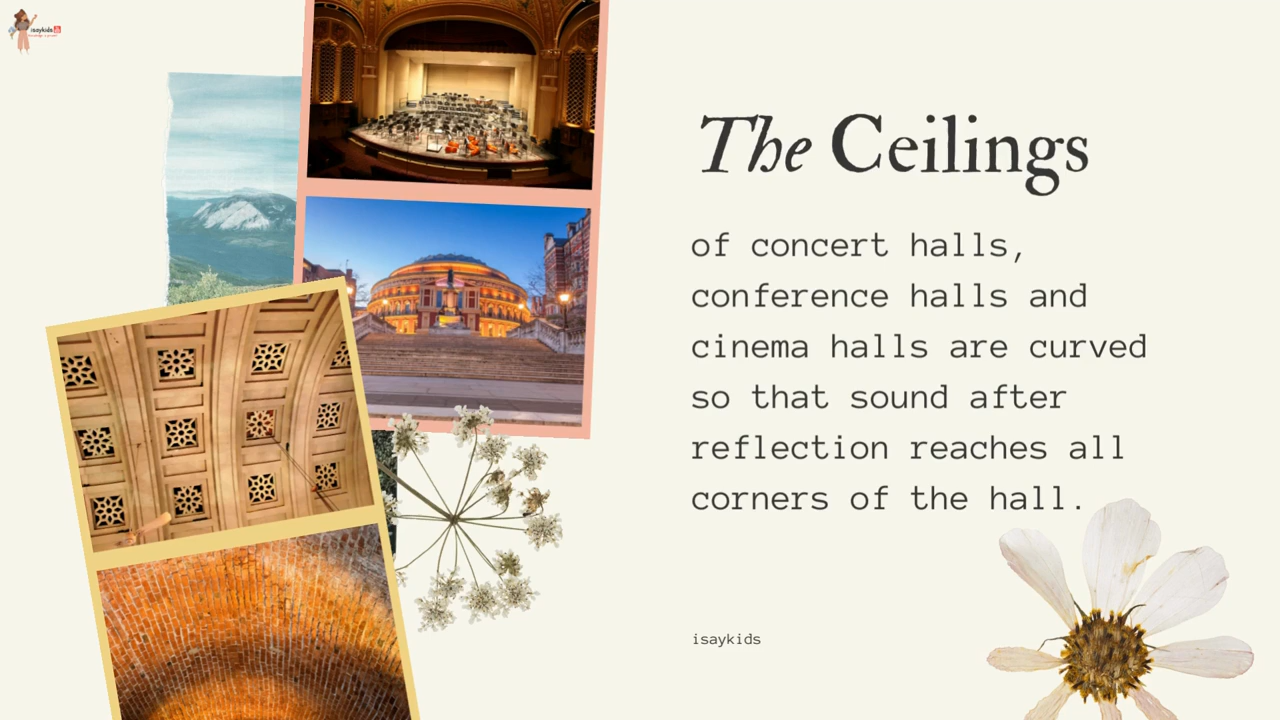 isaykids
The Ceilings
of concert halls,
conference halls and
cinema halls are curved
so that sound after
reflection reaches all
corners of the hall.
isaykids